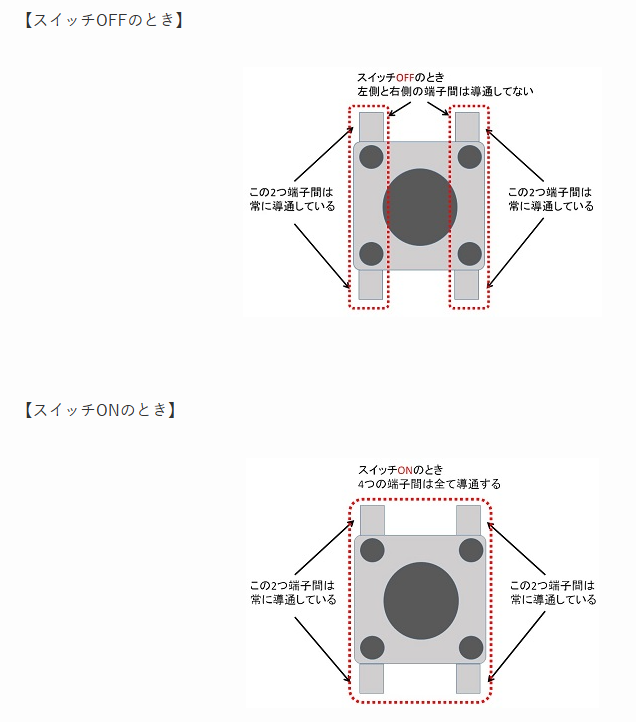 【スイッチOFFのとき】
スイッチOFFのとき
左側と右側の端子間は導通してない
この2つ端子間は
常に導通している
この2つ端子間は
常に導通している
【スイッチONのとき】
スイッチONのとき
4つの端子間は全て導通する
この2つ端子間は
常に導通している
この2つ端子間は
常に導通している